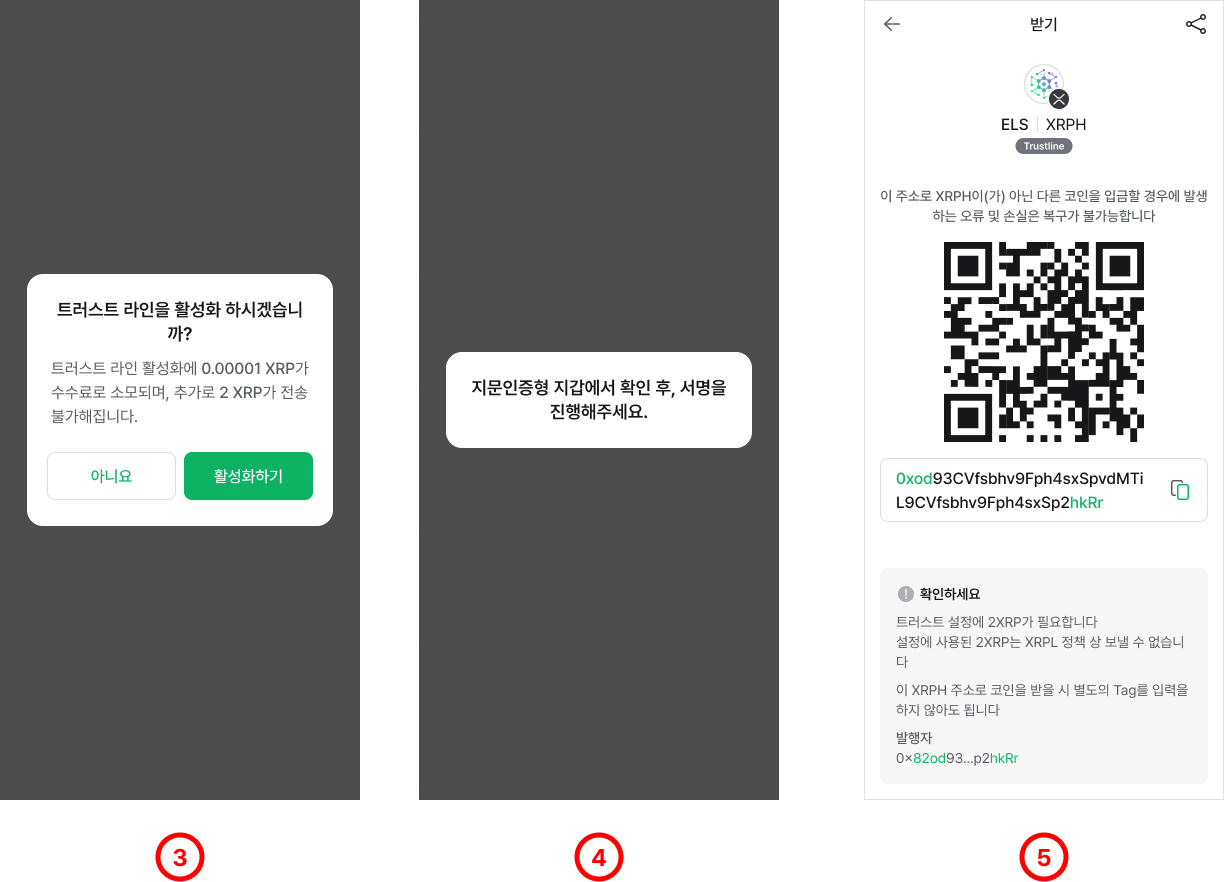 트러스트 라인을 활성화 하시겠습니
까?
트러스트 라인 활성화에 0.00001 XRP가
수수료로 소모되며, 추가로 2 XRP가 전송
불가해집니다.
아니요
활성화하기
3
지문인증형 지갑에서 확인 후, 서명을
진행해주세요.
4
받기
ELS | XRPH
Trustline
이 주소로 XRPH이(가) 아닌 다른 코인을 입금할 경우에 발생
하는 오류 및 손실은 복구가 불가능합니다
0xod93CVfsbhv9Fph4sxSpvdMTi
L9CVfsbhv9Fph4sxSp2hkRr
확인하세요
트러스트 설정에 2XRP가 필요합니다
설정에 사용된 2XRP는 XRPL 정책 상 보낼 수 없습니
다
이 XRPH 주소로 코인을 받을 시 별도의 Tag를 입력을
하지 않아도 됩니다
발행자
0×82od93...p2hkRr
5